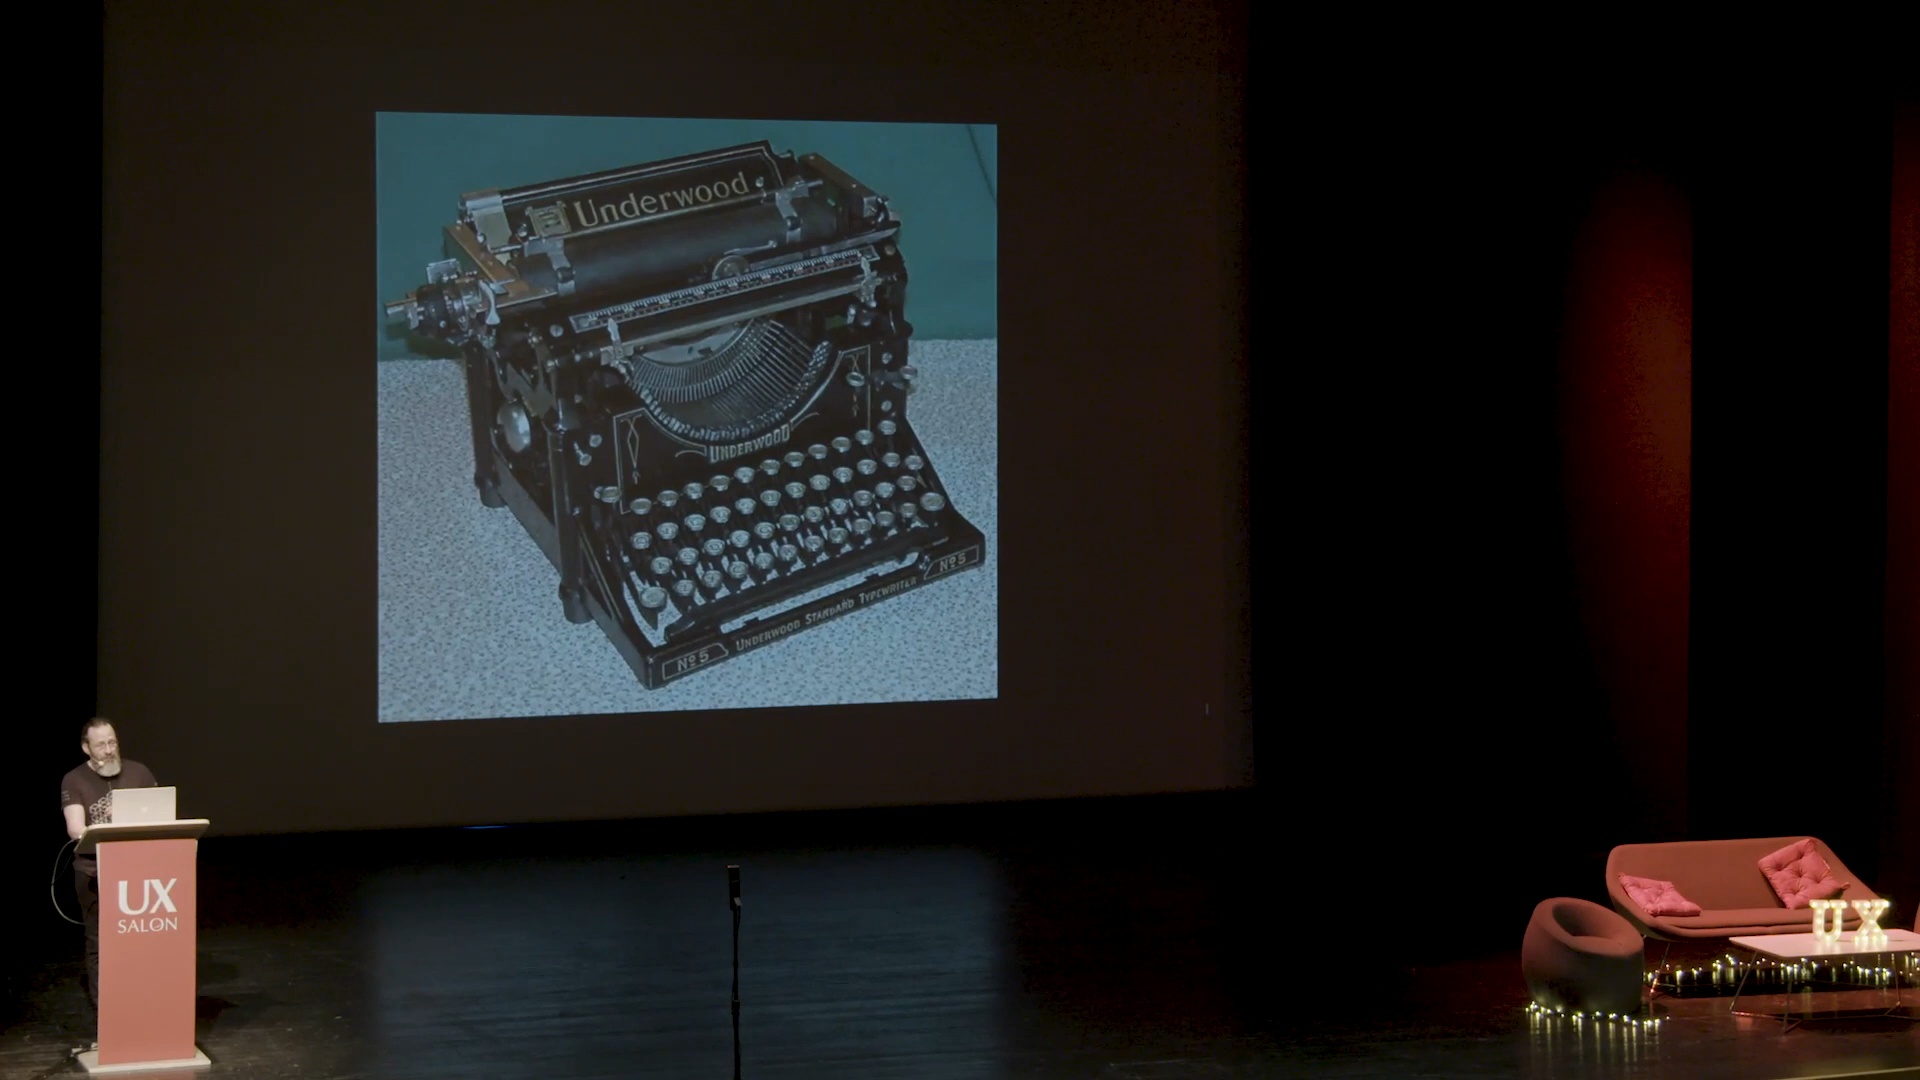 Underwood
UNDERWOOD
UNDERWOOD STANDARD TYPEWRITER
Nº5
Nº5
UX
SALON
UX